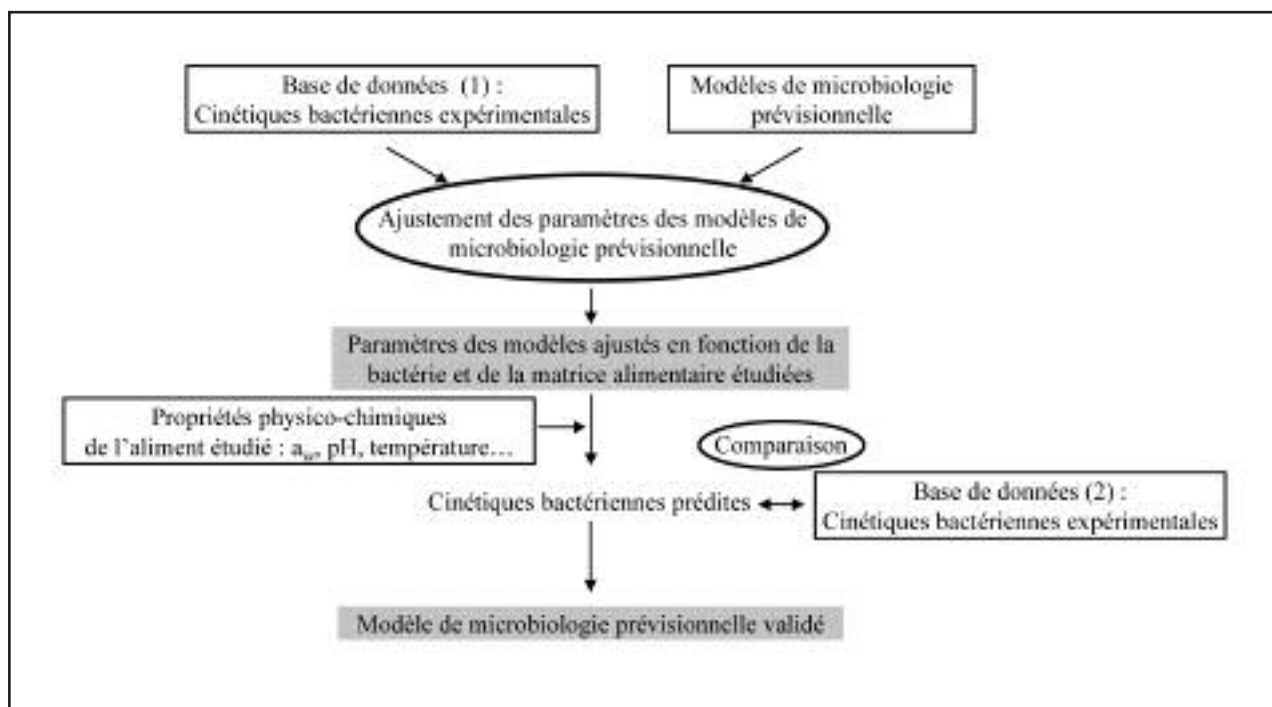 Base de données (1) :
Cinétiques bactériennes expérimentales
Modèles de microbiologie
prévisionnelle
Ajustement des paramètres des modèles de
microbiologie prévisionnelle
Paramètres des modèles ajustés en fonction de la
bactérie et de la matrice alimentaire étudiées
Propriétés physico-chimiques
de l'aliment étudié : aw, pH, température…
Comparaison
Cinétiques bactériennes prédites
Base de données (2) :
Cinétiques bactériennes expérimentales
Modèle de microbiologie prévisionnelle validé